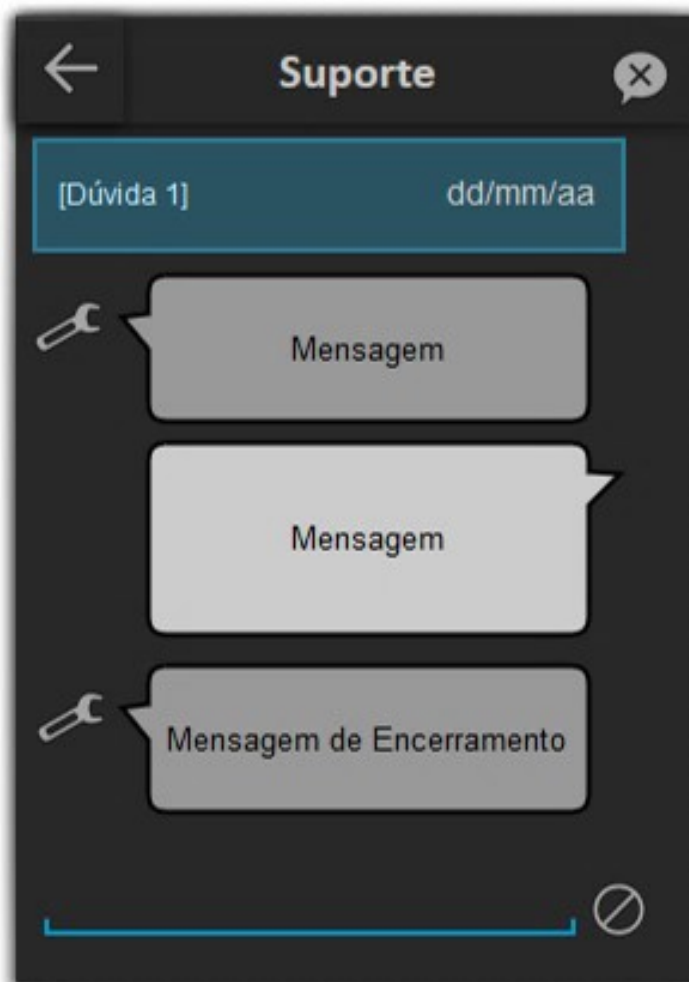 Suporte
[Dúvida 1] dd/mm/aa
Mensagem
Mensagem
Mensagem de Encerramento